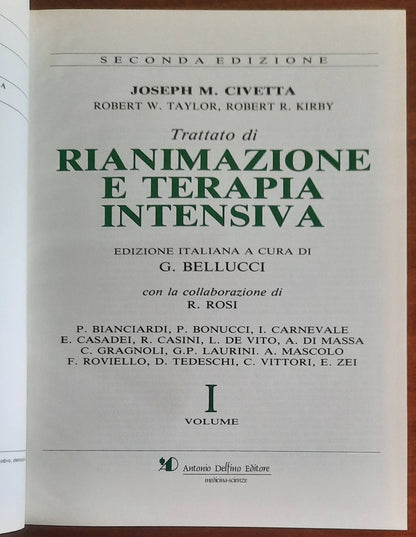 SECONDA EDIZIONE
JOSEPH M. CIVETTA
ROBERT W. TAYLOR, ROBERT R. KIRBY
Trattato di
RIANIMAZIONE
E TERAPIA
INTENSIVA
EDIZIONE ITALIANA A CURA DI
G. BELLUCCI
con la collaborazione di
R. ROSI
P. BIANCIARDI, P. BONUCCI, I. CARNEVALE
E. CASADEI, R. CASINI, L. DE VITO, A. DI MASSA
C. GRAGNOLI, G.P. LAURINI. A. MASCOLO
F. ROVIELLO, D. TEDESCHI, C. VITTORI, E. ZEI
I
VOLUME
Antonio Delfino Editore
medicina-scienze